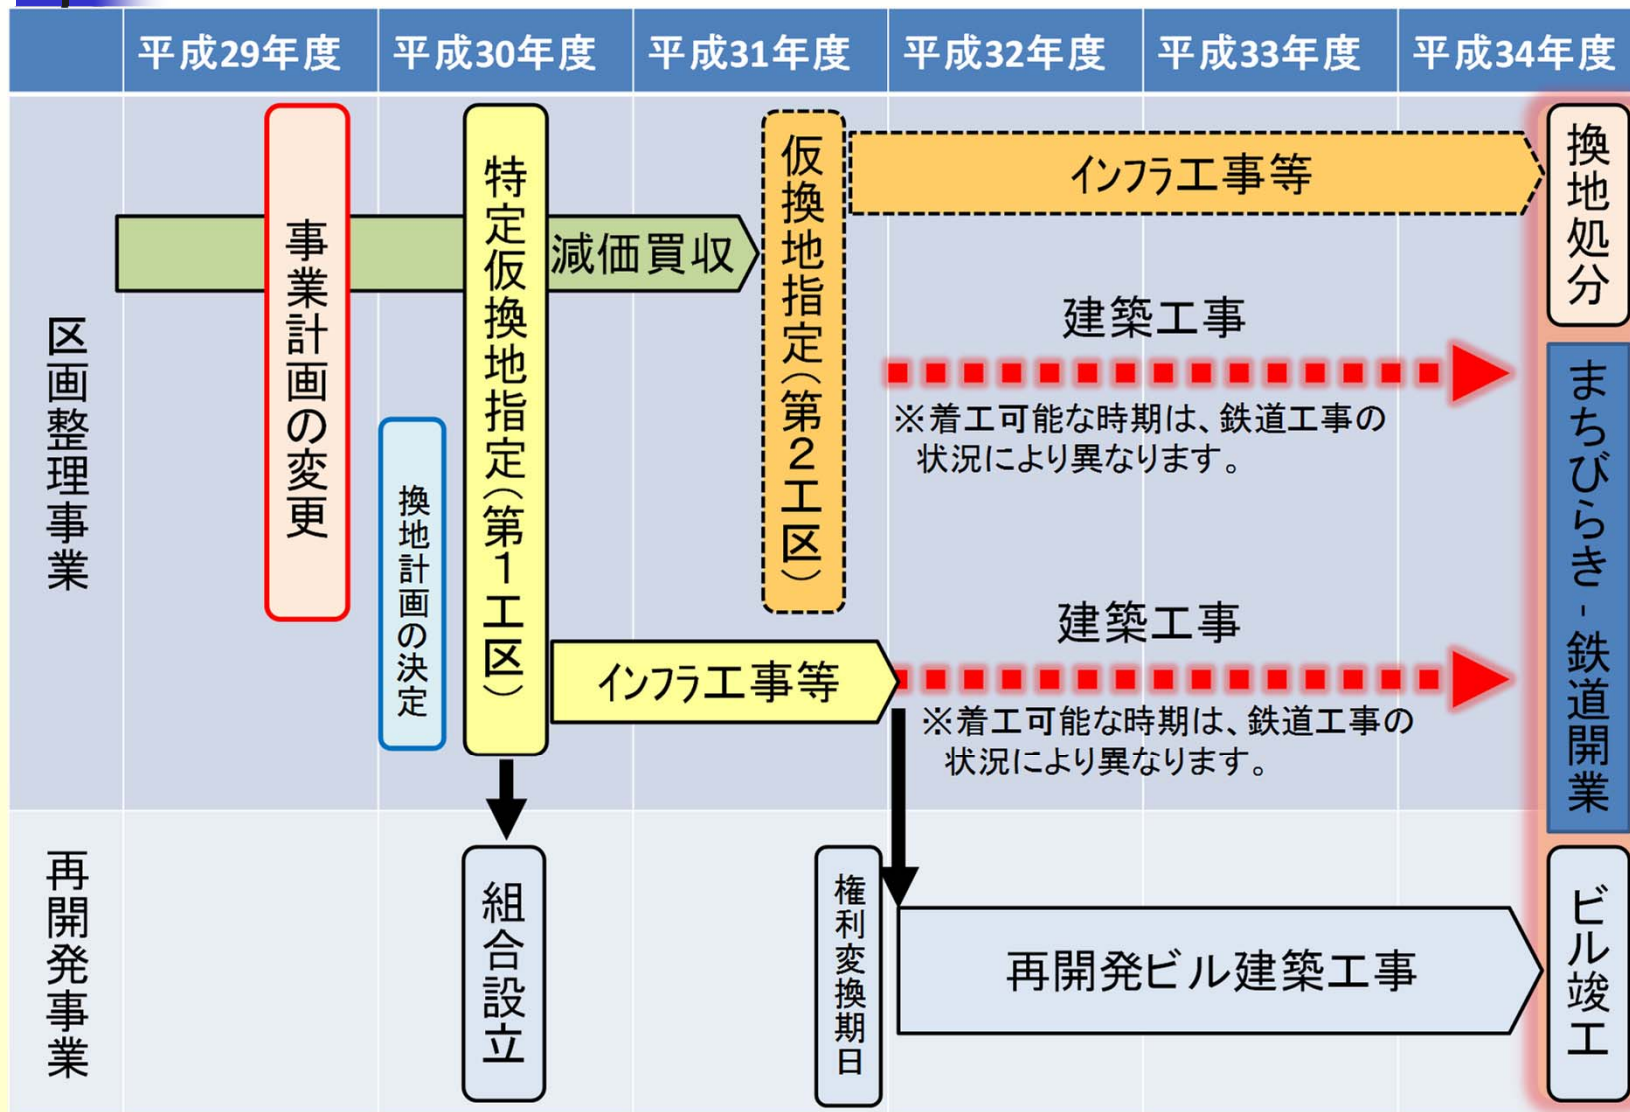 平成29年度
平成30年度
平成31年度
平成32年度
平成33年度
平成34年度
区画整理事業
事業計画の変更
換地計画の決定
特定仮換地指定(第1工区)
減価買収
仮換地指定(第2工区)
インフラ工事等
建築工事
※着工可能な時期は、鉄道工事の
状況により異なります。
インフラ工事等
建築工事
※着工可能な時期は、鉄道工事の
状況により異なります。
換地処分
まちびらき-鉄道開業
再開発事業
組合設立
権利変換期日
再開発ビル建築工事
ビル竣工